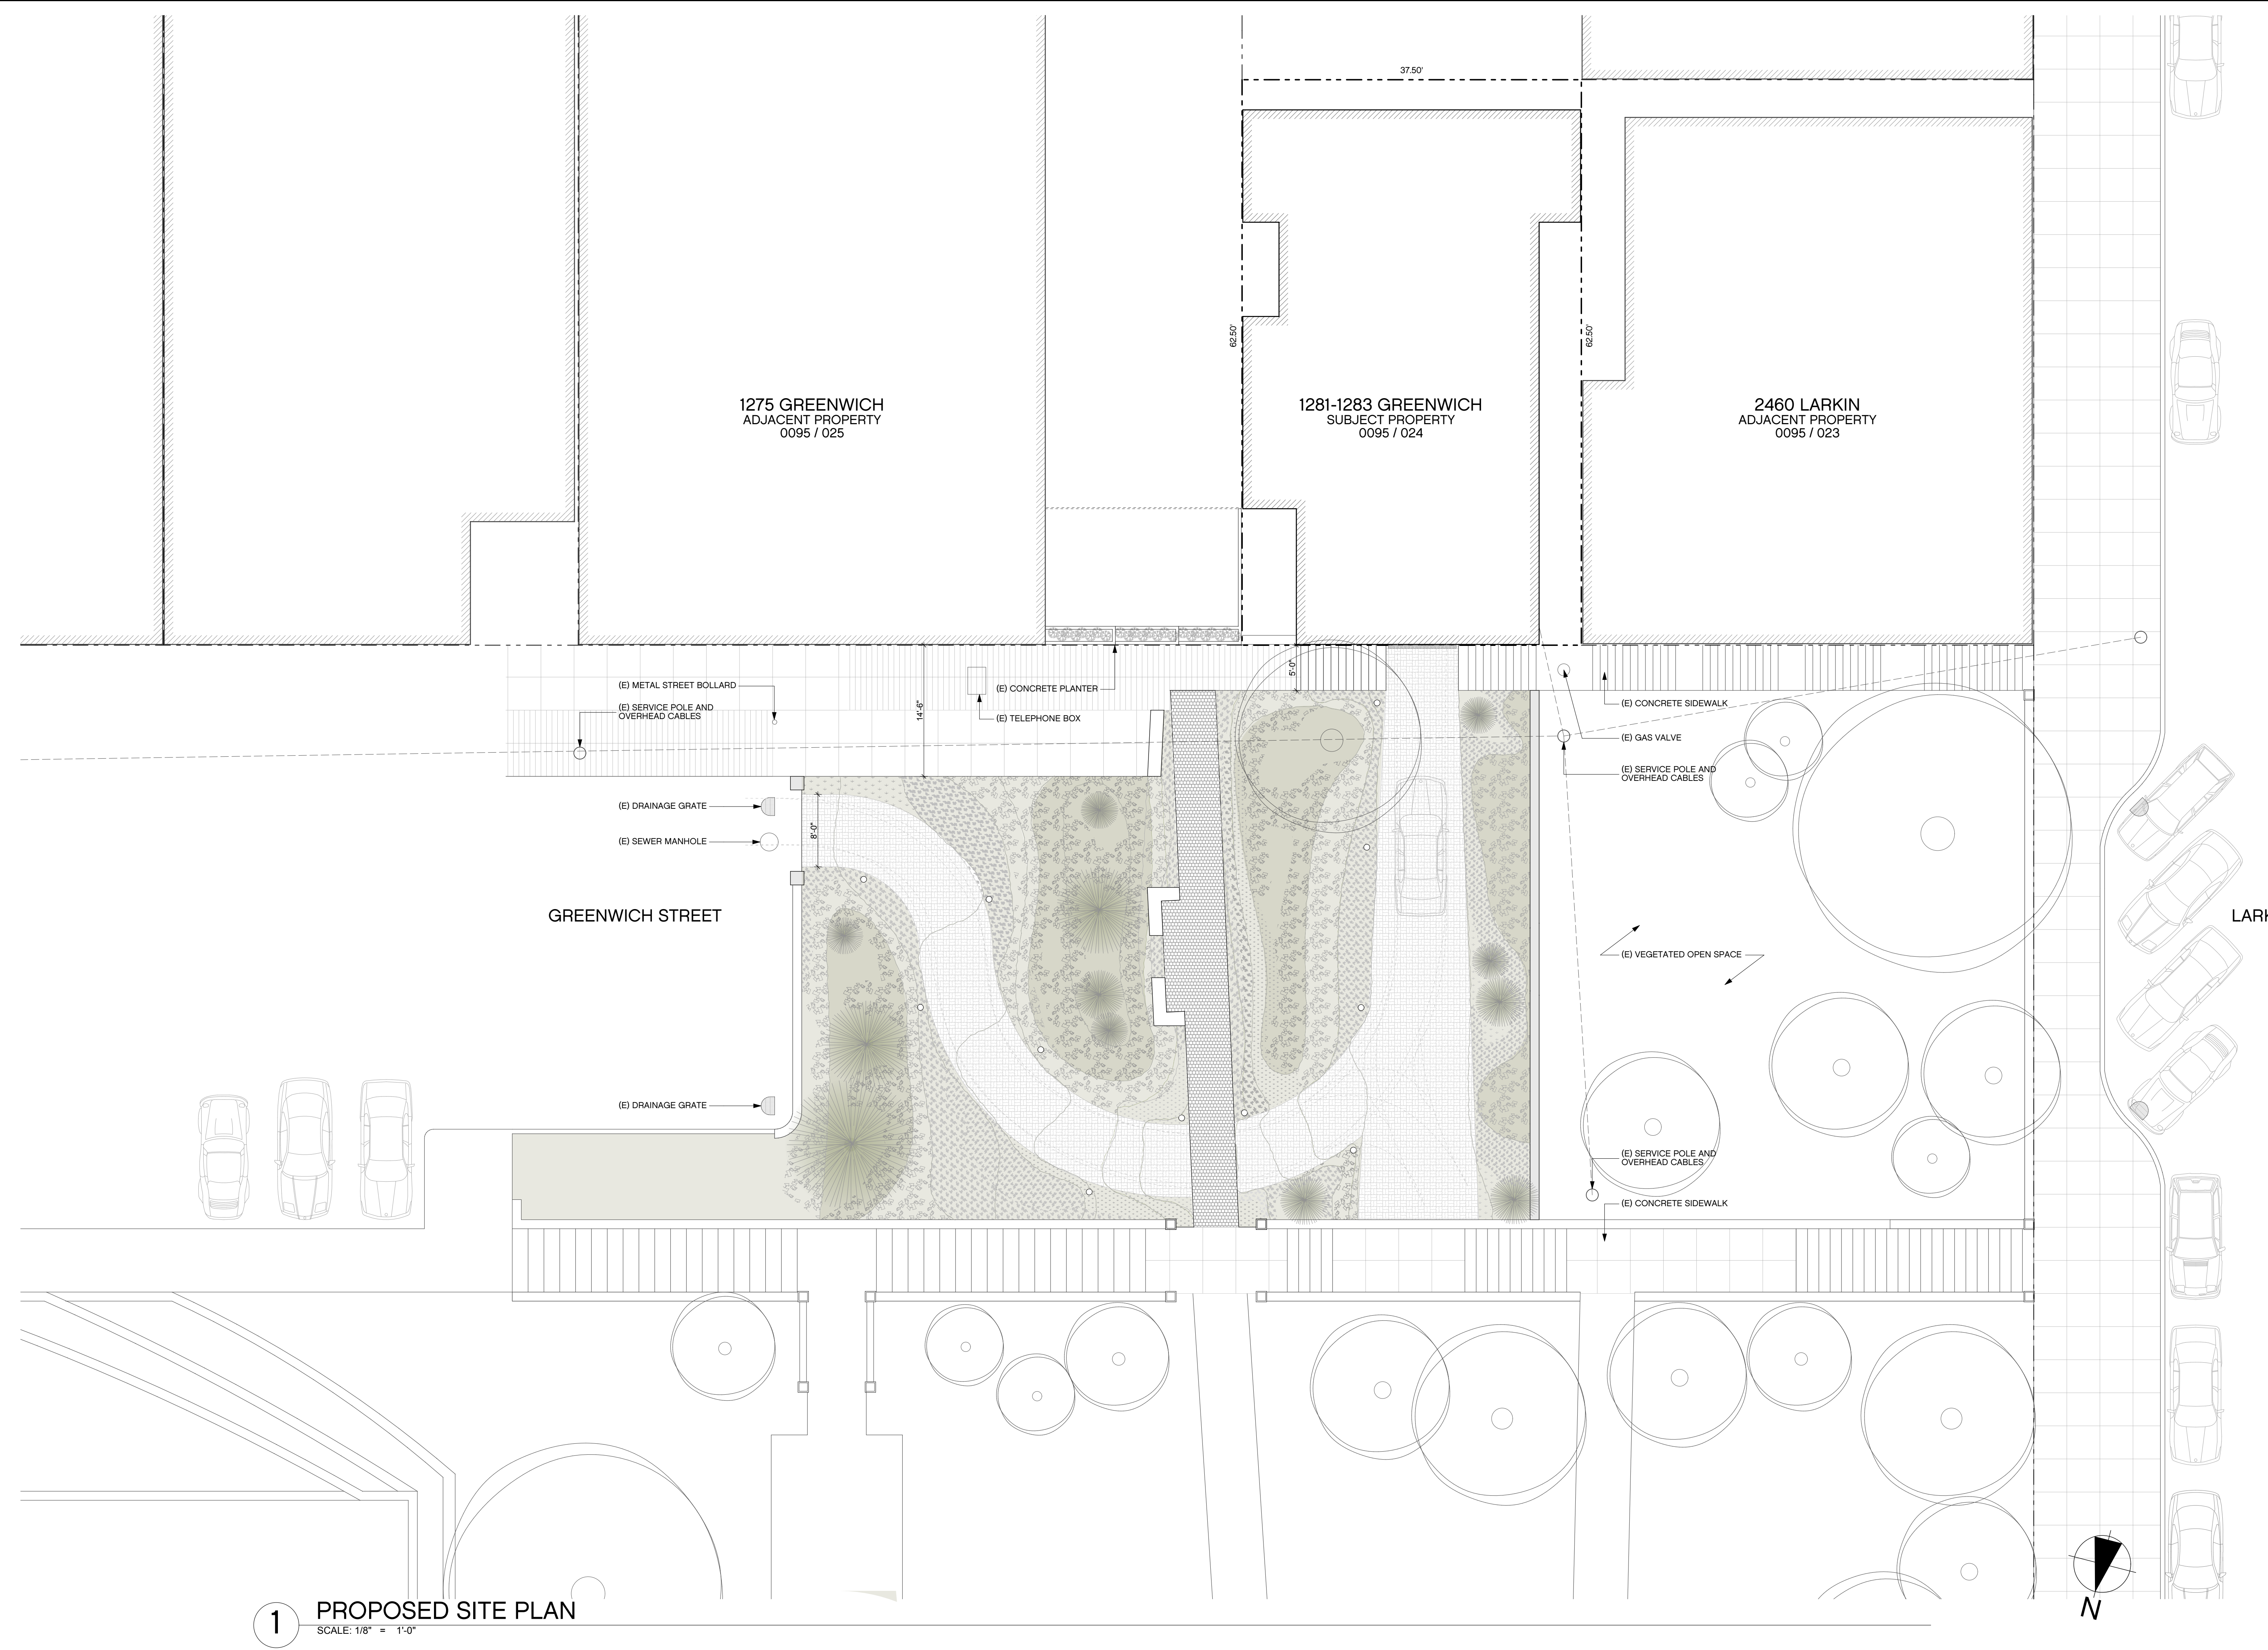 37.50'
62.50'
62.50'
1275 GREENWICH
ADJACENT PROPERTY
0095 / 025
1281-1283 GREENWICH
SUBJECT PROPERTY
0095 / 024
2460 LARKIN
ADJACENT PROPERTY
0095 / 023
(E) METAL STREET BOLLARD
(E) SERVICE POLE AND
OVERHEAD CABLES
14'-6"
(E) CONCRETE PLANTER
(E) TELEPHONE BOX
5'-0"
(E) CONCRETE SIDEWALK
(E) GAS VALVE
(E) SERVICE POLE AND
OVERHEAD CABLES
(E) DRAINAGE GRATE
8'-0"
(E) SEWER MANHOLE
GREENWICH STREET
LARK
(E) VEGETATED OPEN SPACE
(E) DRAINAGE GRATE
(E) SERVICE POLE AND
OVERHEAD CABLES
(E) CONCRETE SIDEWALK
1
PROPOSED SITE PLAN
SCALE: 1/8" = 1'-0"
N